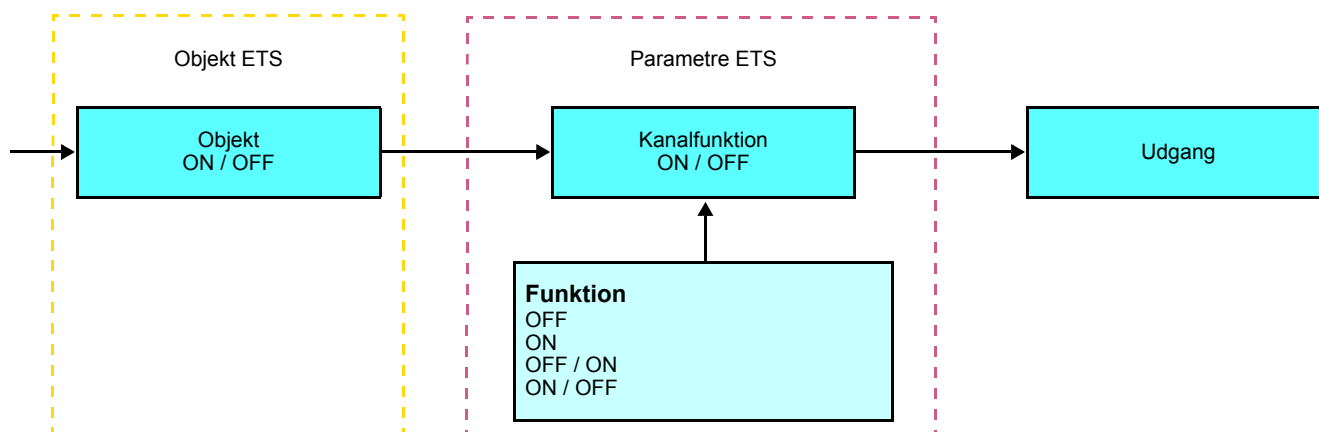 Objekt ETS
Parametre ETS
Objekt
ON / OFF
Kanalfunktion
ON / OFF
Udgang
Funktion
OFF
ON
OFF / ON
ON / OFF